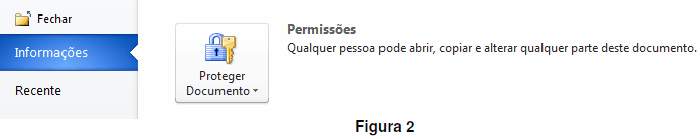 Fechar
Informações
Recente
Proteger
Documento
Permissões
Qualquer pessoa pode abrir, copiar e alterar qualquer parte deste documento.
Figura 2